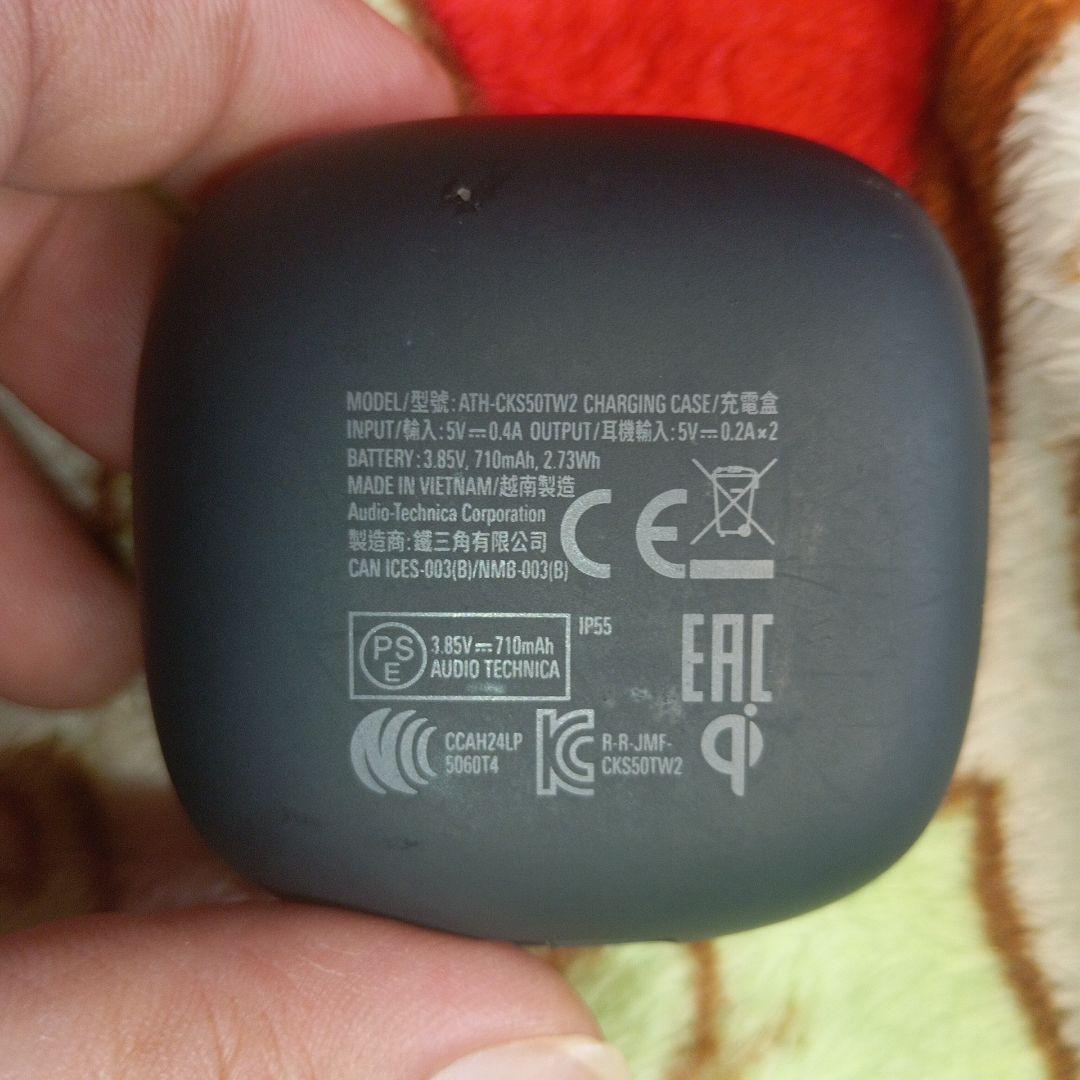 MODEL/型號:ATH-CKS50TW2 CHARGING CASE/充電盒
INPUT/輸入:5V⎓0.4A OUTPUT/耳機輸入:5V⎓0.2A×2
BATTERY:3.85V, 710mAh, 2.73Wh
MADE IN VIETNAM/越南製造
Audio-Technica Corporation
製造商:鐵三角有限公司
CAN ICES-003(B)/NMB-003(B)
CE
PSE
3.85V⎓710mAh
AUDIO TECHNICA
IP55
EAC
CCAH24LP
5060T4
KC
R-R-JMF-
CKS50TW2
qi